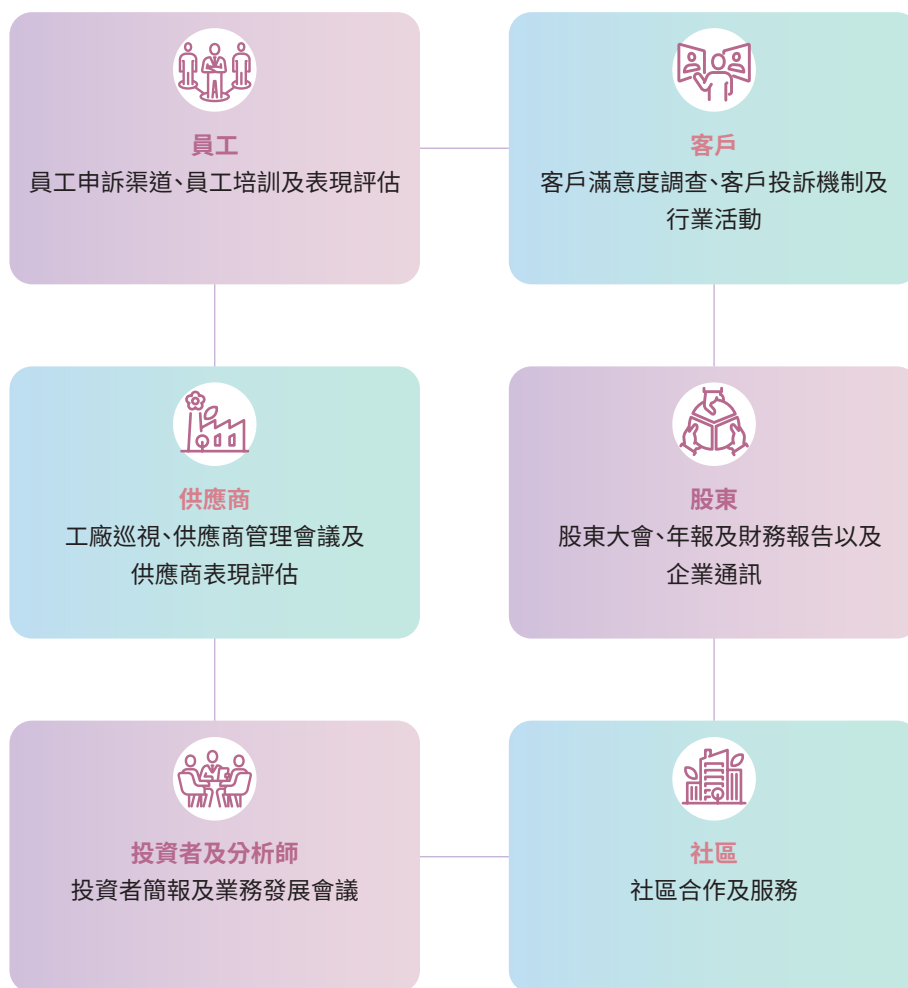 員工
員工申訴渠道、員工培訓及表現評估
客戶
客戶滿意度調查、客戶投訴機制及
行業活動
供應商
工廠巡視、供應商管理會議及
供應商表現評估
股東
股東大會、年報及財務報告以及
企業通訊
投資者及分析師
投資者簡報及業務發展會議
社區
社區合作及服務